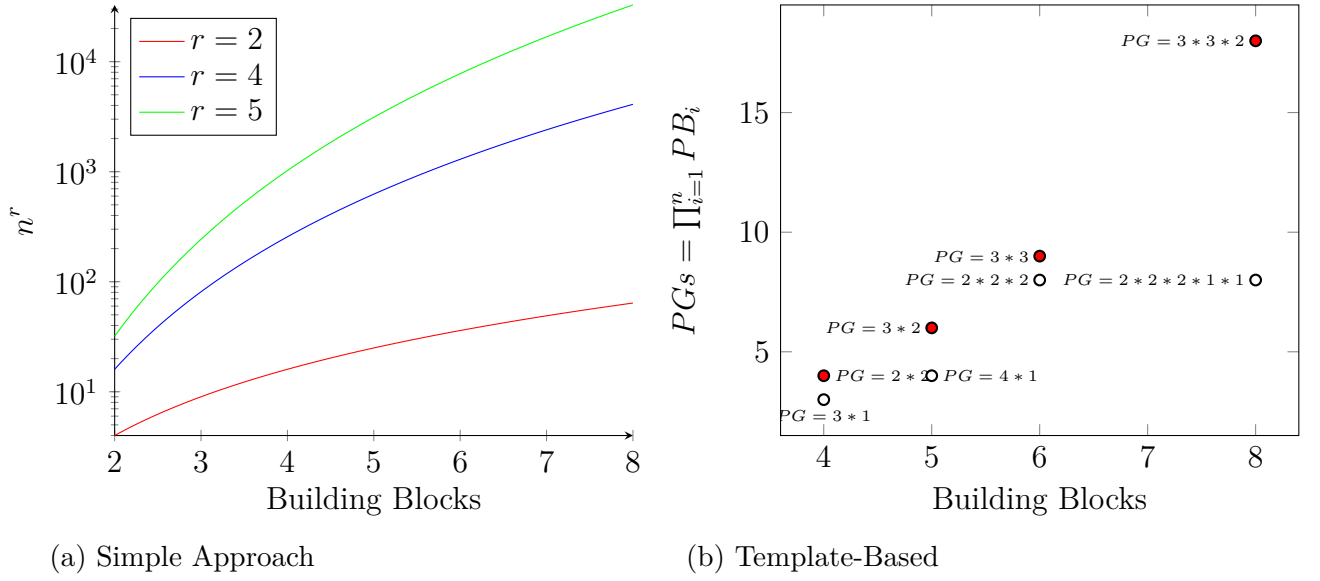 r = 2
r = 4
r = 5
10^4
10^3
10^2
10^1
n^r
2 3 4 5 6 7 8
Building Blocks
(a) Simple Approach
PG = 3 * 3 * 2
15
10
5
PGs = ∏_{i=1}^{n} PB_i
PG = 3 * 3
PG = 2 * 2 * 2
PG = 2 * 2 * 2 * 1 * 1
PG = 3 * 2
PG = 2 * 2
PG = 4 * 1
PG = 3 * 1
4 5 6 7 8
Building Blocks
(b) Template-Based